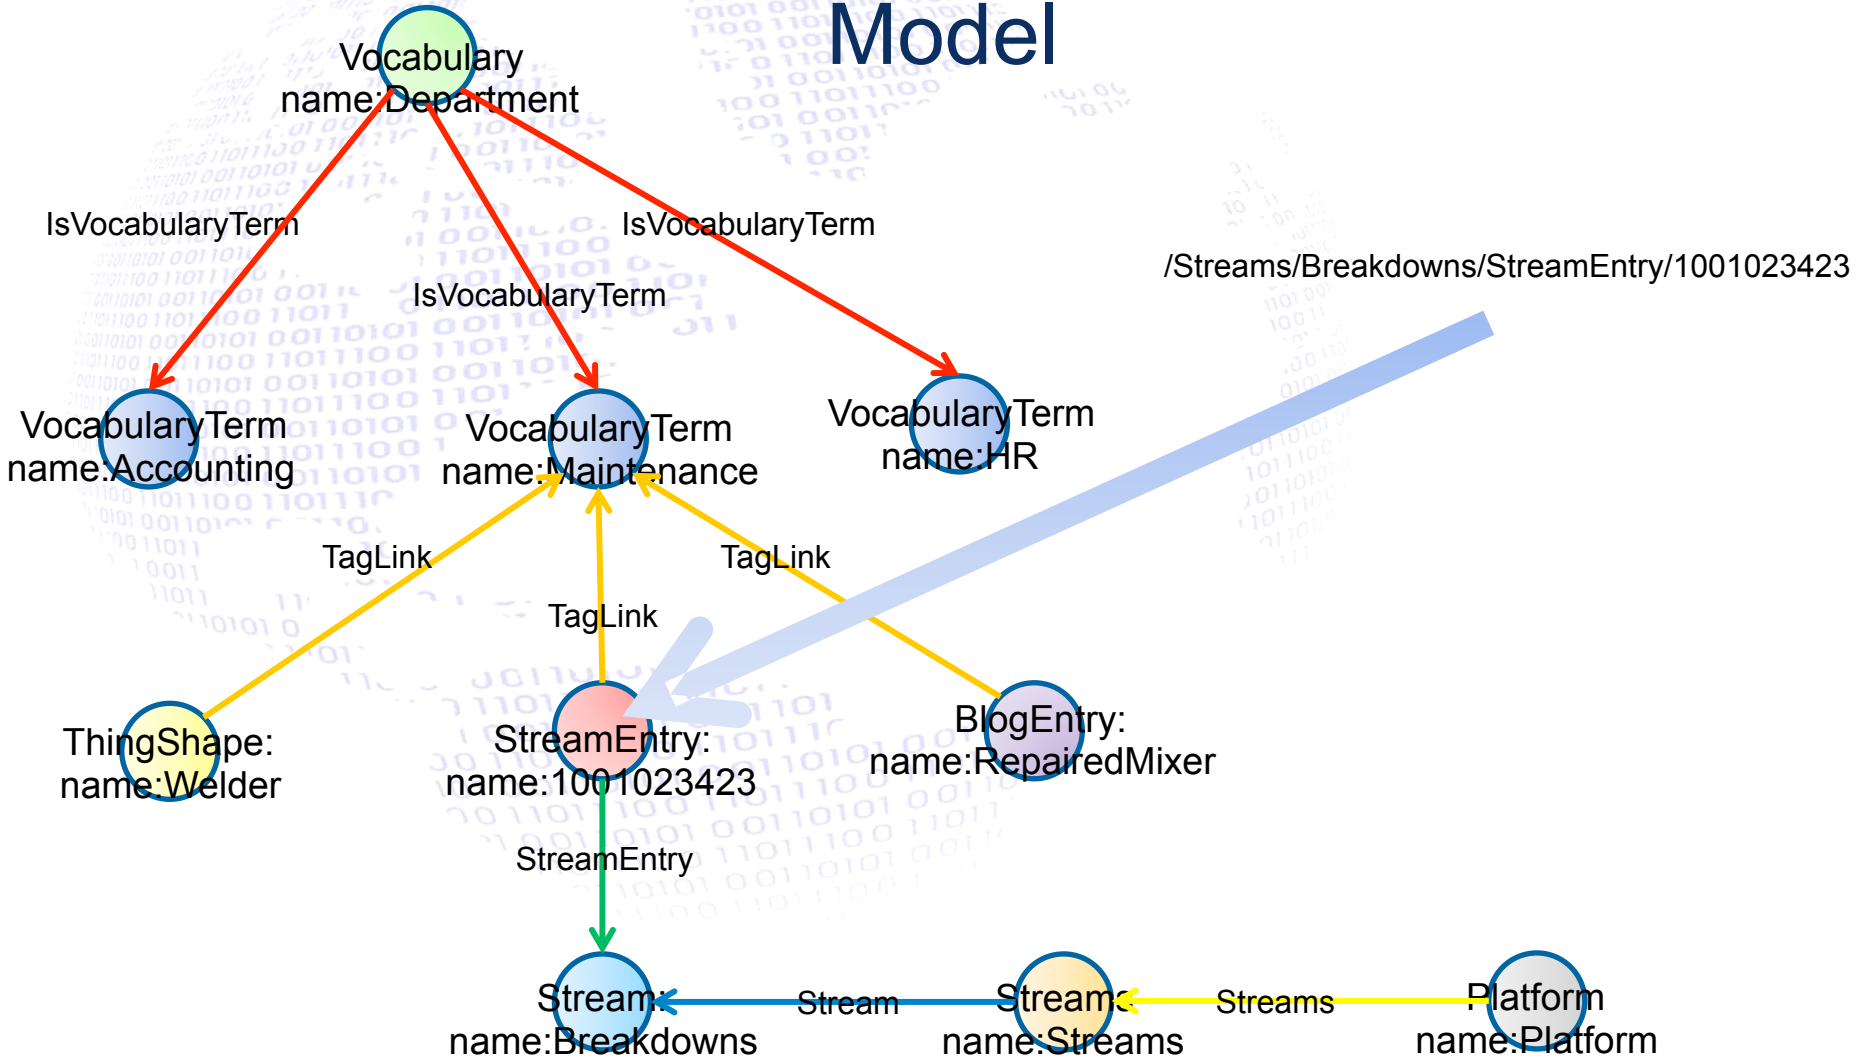 Model
Vocabulary
name:Department
IsVocabularyTerm
IsVocabularyTerm
IsVocabularyTerm
/Streams/Breakdowns/StreamEntry/1001023423
VocabularyTerm
name:Accounting
VocabularyTerm
name:Maintenance
VocabularyTerm
name:HR
TagLink
TagLink
TagLink
ThingShape:
name:Welder
StreamEntry:
name:1001023423
BlogEntry:
name:RepairedMixer
StreamEntry
Stream:
name:Breakdowns
Stream
Streams
name:Streams
Streams
Platform
name:Platform